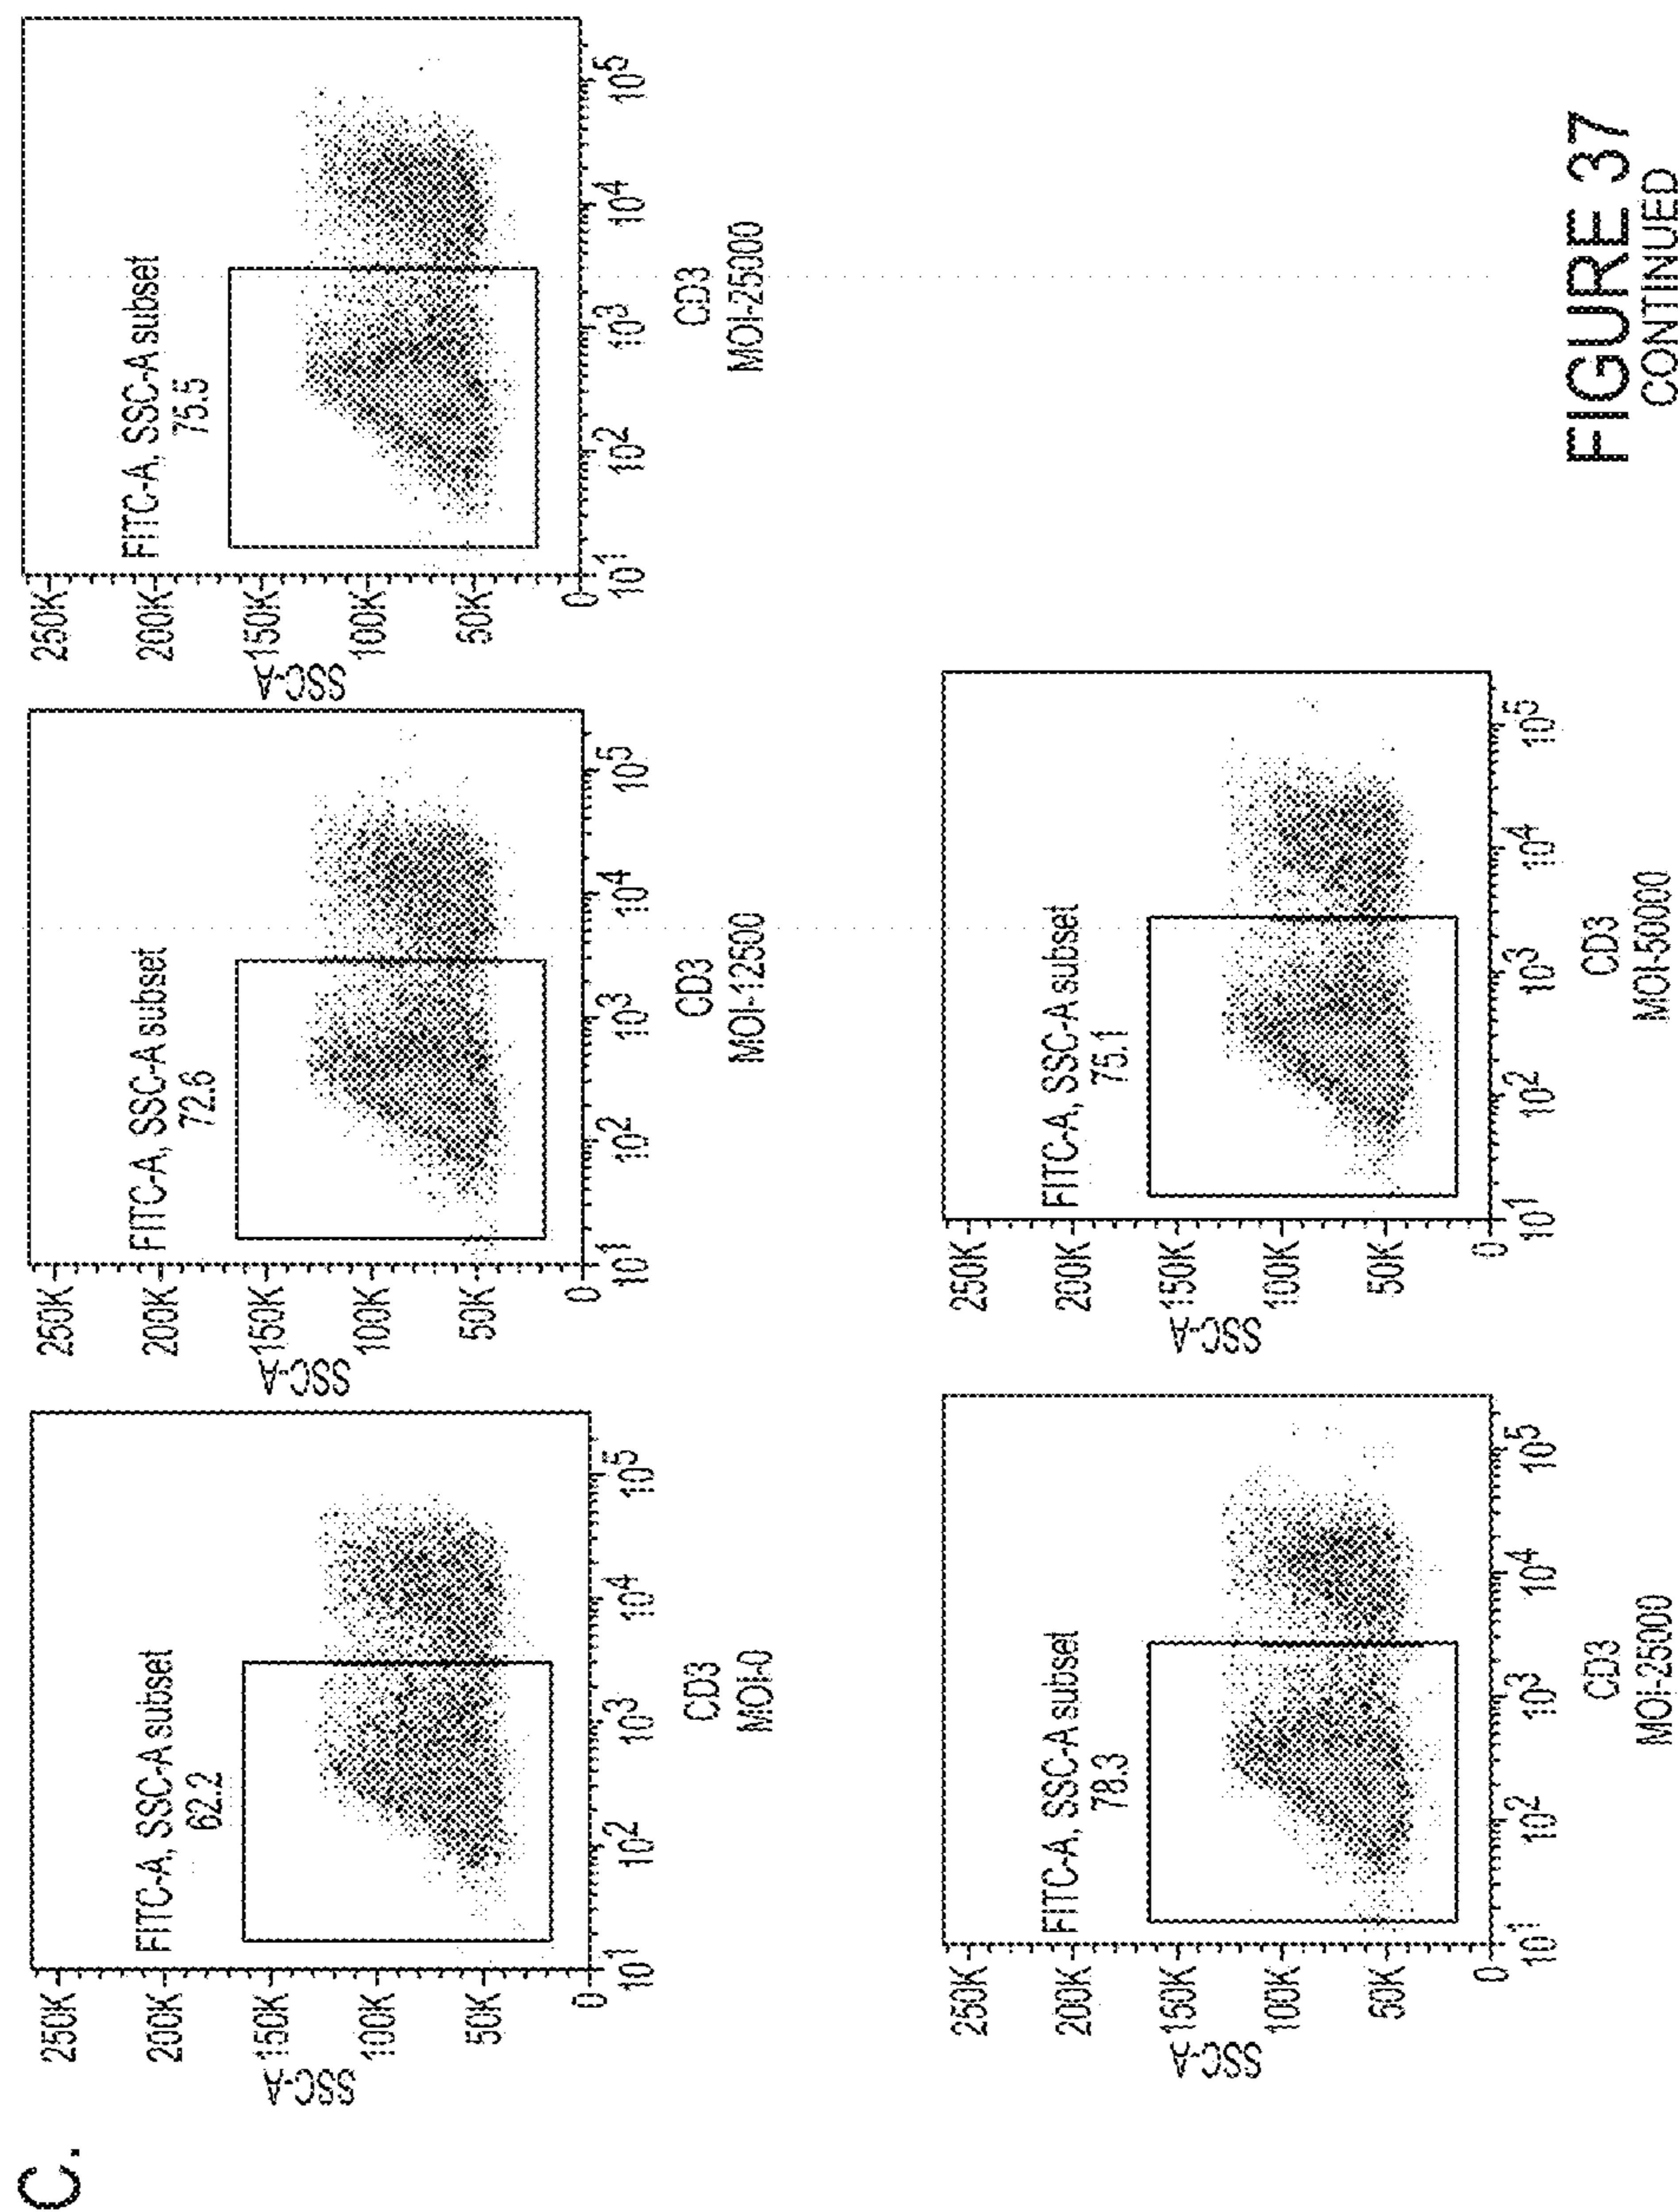 C.
FITC-A, SSC-A subset
62.2
250K
200K
150K
100K
50K
0
SSC-A
10^1 10^2 10^3 10^4 10^5
CD3
MOI-0
FITC-A, SSC-A subset
72.6
250K
200K
150K
100K
50K
0
SSC-A
10^1 10^2 10^3 10^4 10^5
CD3
MOI-12500
FITC-A, SSC-A subset
75.5
250K
200K
150K
100K
50K
0
SSC-A
10^1 10^2 10^3 10^4 10^5
CD3
MOI-25000
FITC-A, SSC-A subset
78.3
250K
200K
150K
100K
50K
0
SSC-A
10^1 10^2 10^3 10^4 10^5
CD3
MOI-25000
FITC-A, SSC-A subset
75.1
250K
200K
150K
100K
50K
0
SSC-A
10^1 10^2 10^3 10^4 10^5
CD3
MOI-50000
FIGURE 37
CONTINUED